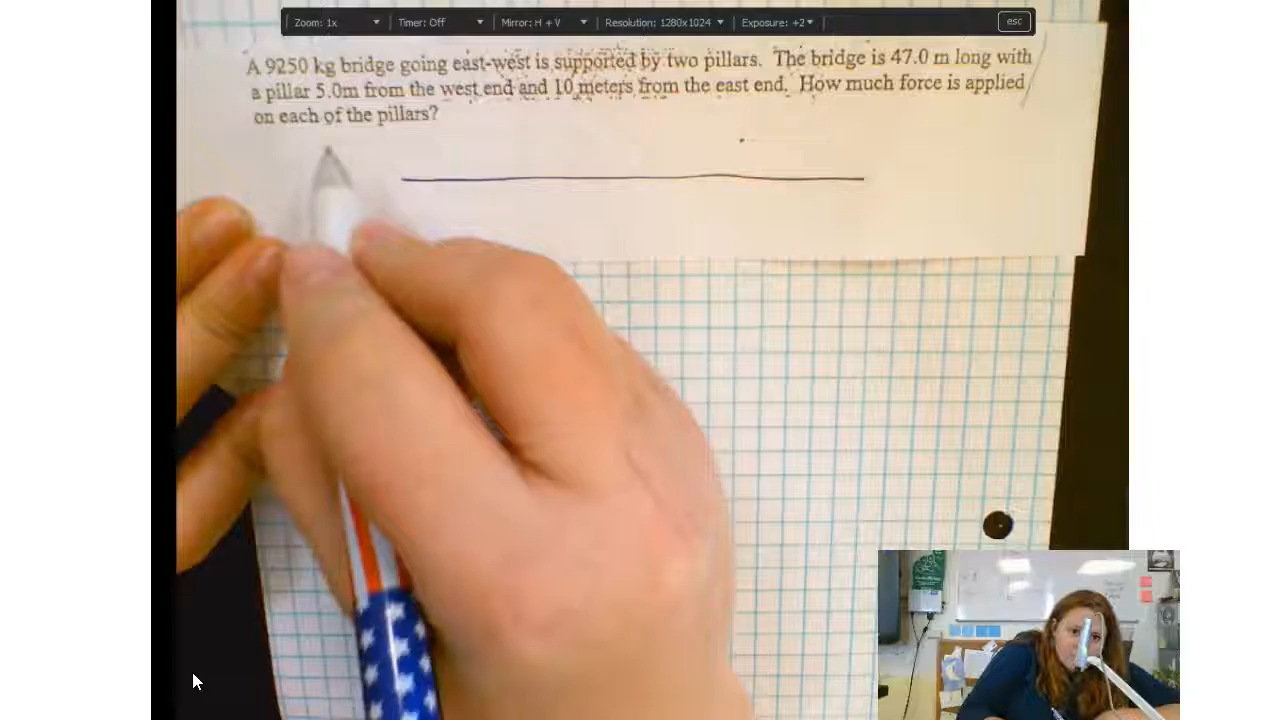 Zoom: 1x Timer: Off Mirror: H + V Resolution: 1280x1024 Exposure: +2 esc
A 9250 kg bridge going east-west is supported by two pillars. The bridge is 47.0 m long with
a pillar 5.0m from the west end and 10 meters from the east end. How much force is applied
on each of the pillars?